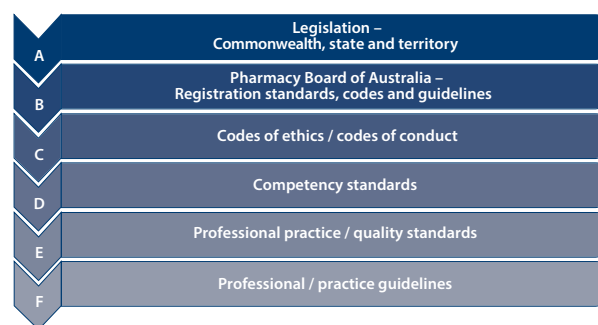 A
Legislation –
Commonwealth, state and territory
B
Pharmacy Board of Australia –
Registration standards, codes and guidelines
C
Codes of ethics / codes of conduct
D
Competency standards
E
Professional practice / quality standards
F
Professional / practice guidelines